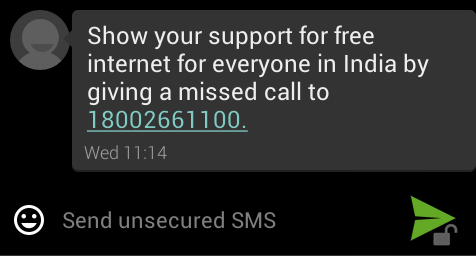 Show your support for free
internet for everyone in India by
giving a missed call to
18002661100.
Wed 11:14
Send unsecured SMS